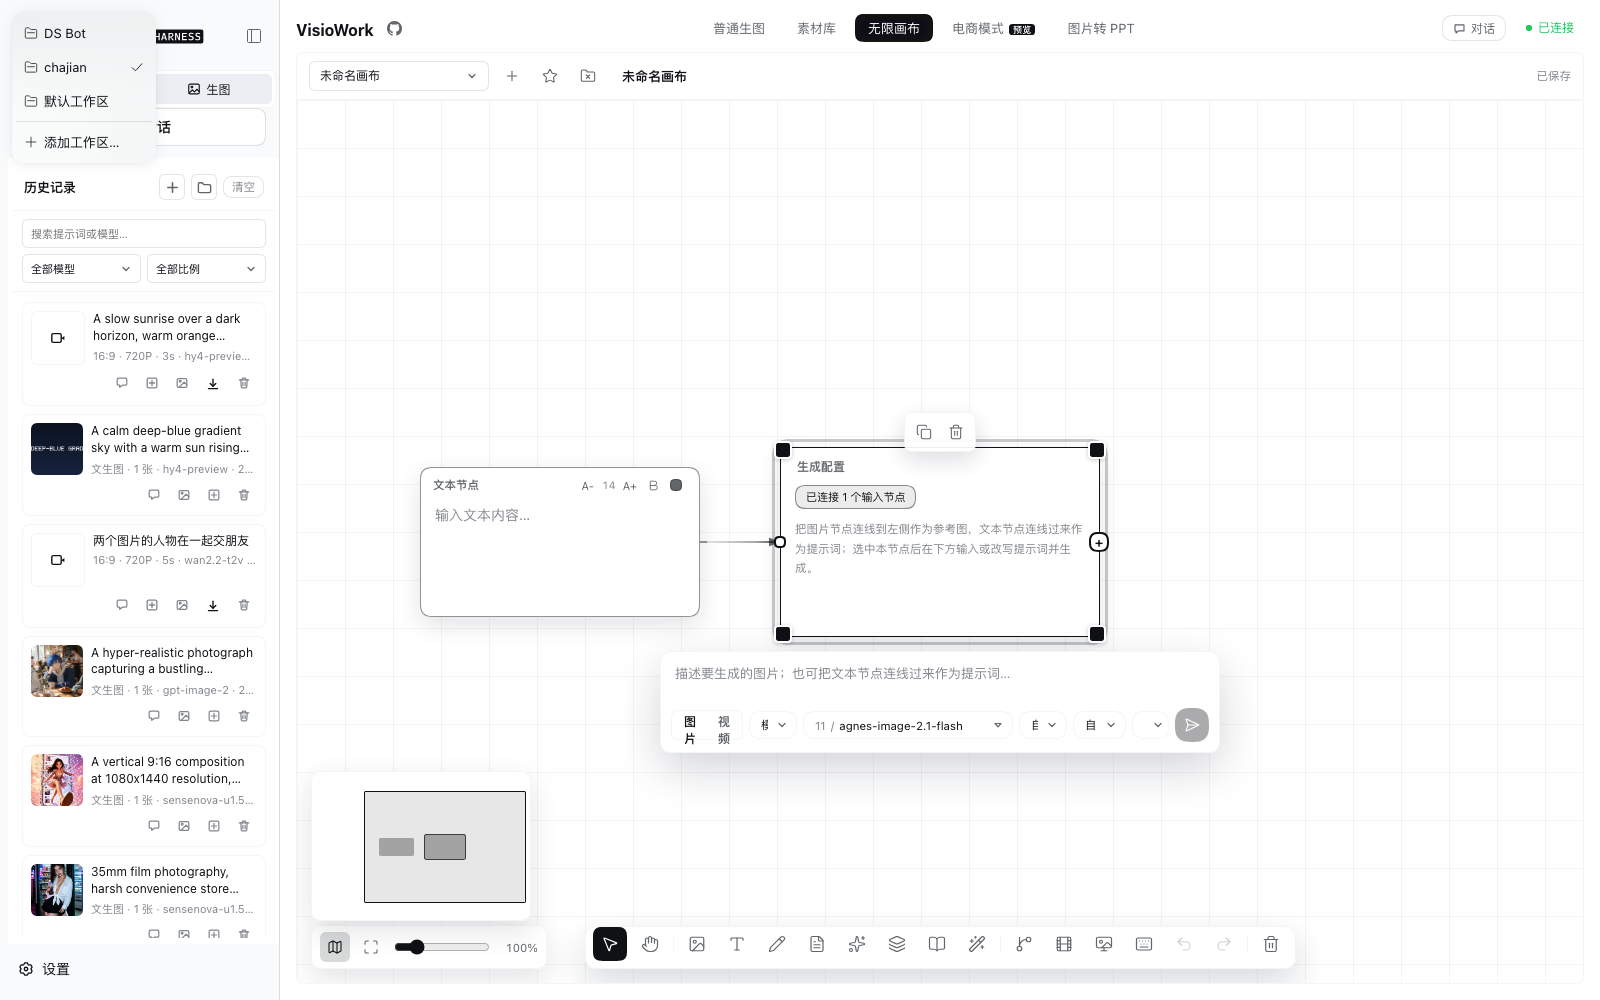 DS Bot
chajian
默认工作区
添加工作区...
HARNESS
生图
话
历史记录
清空
搜索提示词或模型...
全部模型
全部比例
A slow sunrise over a dark
horizon, warm orange...
16:9 · 720P · 3s · hy4-previe...
A calm deep-blue gradient
sky with a warm sun rising...
文生图 · 1 张 · hy4-preview · 2...
DEEP-BLUE GRAD
两个图片的人物在一起交朋友
16:9 · 720P · 5s · wan2.2-t2v ...
A hyper-realistic photograph
capturing a bustling...
文生图 · 1 张 · gpt-image-2 · 2...
A vertical 9:16 composition
at 1080x1440 resolution,...
文生图 · 1 张 · sensenova-u1.5...
35mm film photography,
harsh convenience store...
文生图 · 1 张 · sensenova-u1.5...
设置
VisioWork
普通生图
素材库
无限画布
电商模式 预览
图片转 PPT
对话
已连接
未命名画布
未命名画布
已保存
文本节点
A- 14 A+ B
输入文本内容...
生成配置
已连接 1 个输入节点
把图片节点连线到左侧作为参考图，文本节点连线过来作
为提示词；选中本节点后在下方输入或改写提示词并生
成。
描述要生成的图片；也可把文本节点连线过来作为提示词...
图片
视频
11 / agnes-image-2.1-flash
自
100%